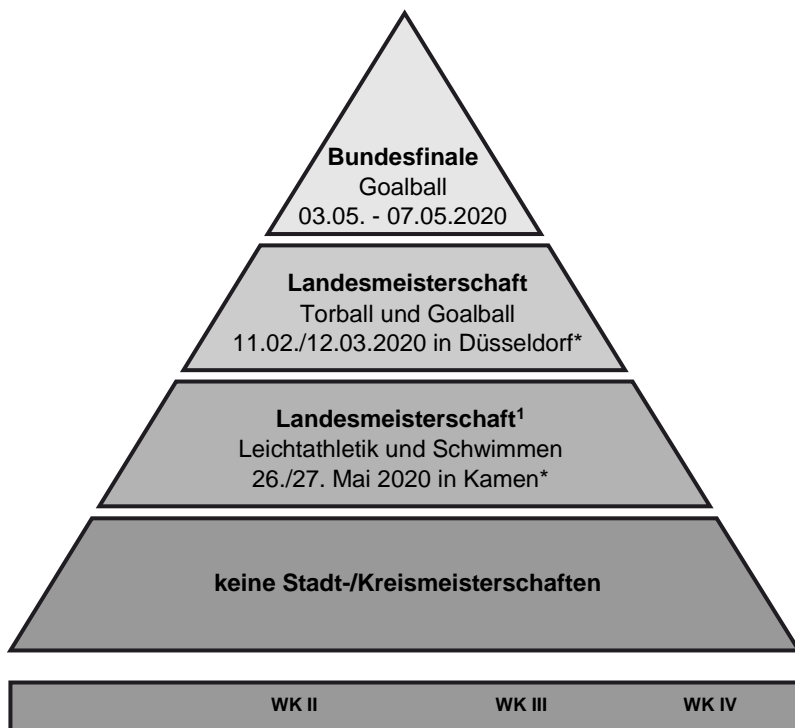 Bundesfinale
Goalball
03.05. - 07.05.2020
Landesmeisterschaft
Torball und Goalball
11.02./12.03.2020 in Düsseldorf*
Landesmeisterschaft¹
Leichtathletik und Schwimmen
26./27. Mai 2020 in Kamen*
keine Stadt-/Kreismeisterschaften
WK II WK III WK IV